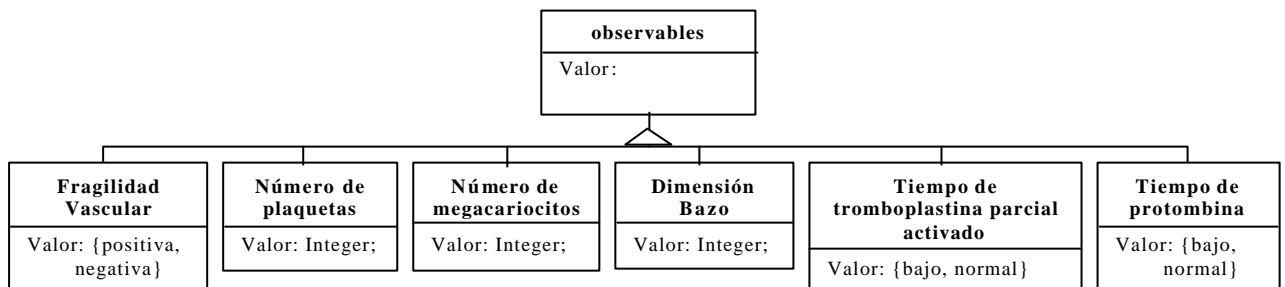 observables
Valor:
Fragilidad
Vascular
Valor: {positiva,
negativa}
Número de
plaquetas
Valor: Integer;
Número de
megacariocitos
Valor: Integer;
Dimensión
Bazo
Valor: Integer;
Tiempo de
tromboplastina parcial
activado
Valor: {bajo, normal}
Tiempo de
protombina
Valor: {bajo,
normal}